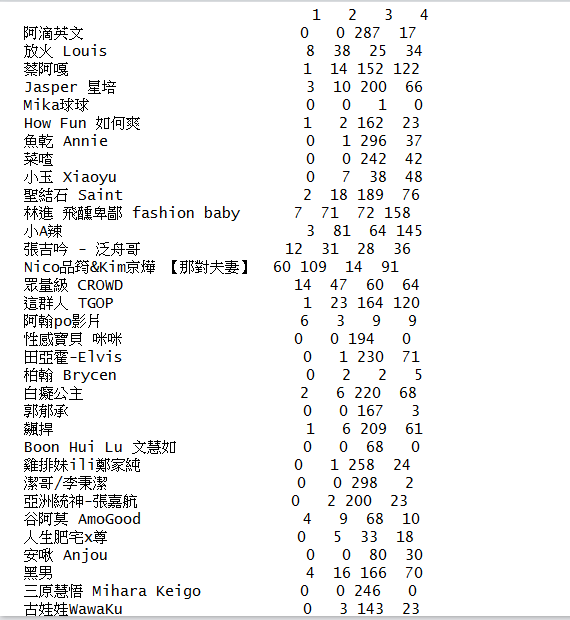 1 2 3 4
阿滴英文 0 0 287 17
放火 Louis 8 38 25 34
蔡阿嘎 1 14 152 122
Jasper 星培 3 10 200 66
Mika球球 0 0 1 0
How Fun 如何爽 1 2 162 23
魚乾 Annie 0 1 296 37
菜喳 0 0 242 42
小玉 Xiaoyu 0 7 38 48
聖結石 Saint 2 18 189 76
林進 飛醺卑鄙 fashion baby 7 71 72 158
小A辣 3 81 64 145
張吉吟 - 泛舟哥 12 31 28 36
Nico品筠&Kim京燁 【那對夫妻】 60 109 14 91
眾量級 CROWD 14 47 60 64
這群人 TGOP 1 23 164 120
阿翰po影片 6 3 9 9
性感寶貝 咪咪 0 0 194 0
田亞霍-Elvis 0 1 230 71
柏翰 Brycen 0 2 2 5
白癡公主 2 6 220 68
郭郁承 0 0 167 3
飆捍 1 6 209 61
Boon Hui Lu 文慧如 0 0 68 0
雞排妹ili鄭家純 0 1 258 24
潔哥/李秉潔 0 0 298 2
亞洲統神-張嘉航 0 2 200 23
谷阿莫 AmoGood 4 9 68 10
人生肥宅x尊 0 5 33 18
安啾 Anjou 0 0 80 30
黑男 4 16 166 70
三原慧悟 Mihara Keigo 0 0 246 0
古娃娃WawaKu 0 3 143 23